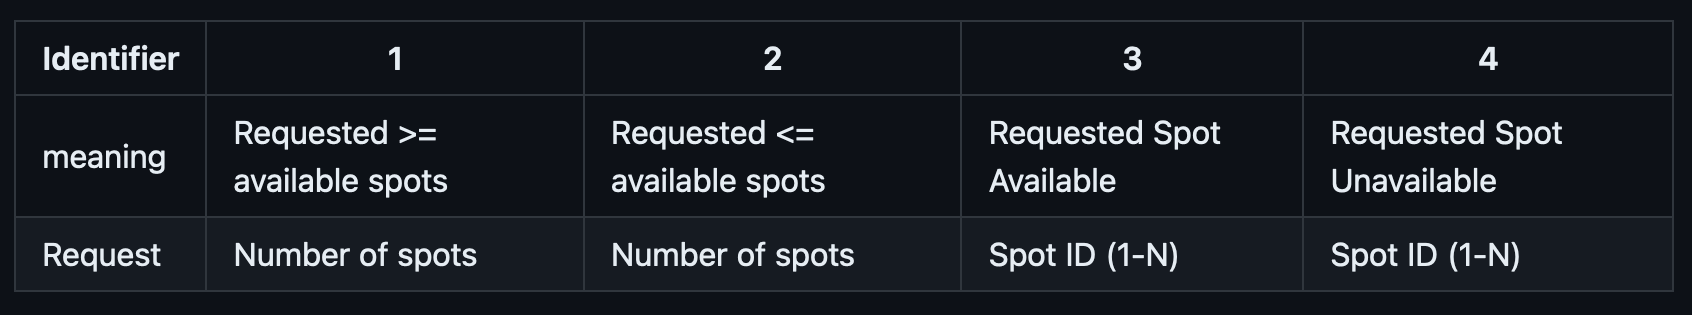 Identifier 1 2 3 4
meaning
Requested >=
available spots
Requested <=
available spots
Requested Spot
Available
Requested Spot
Unavailable
Request Number of spots Number of spots Spot ID (1-N) Spot ID (1-N)